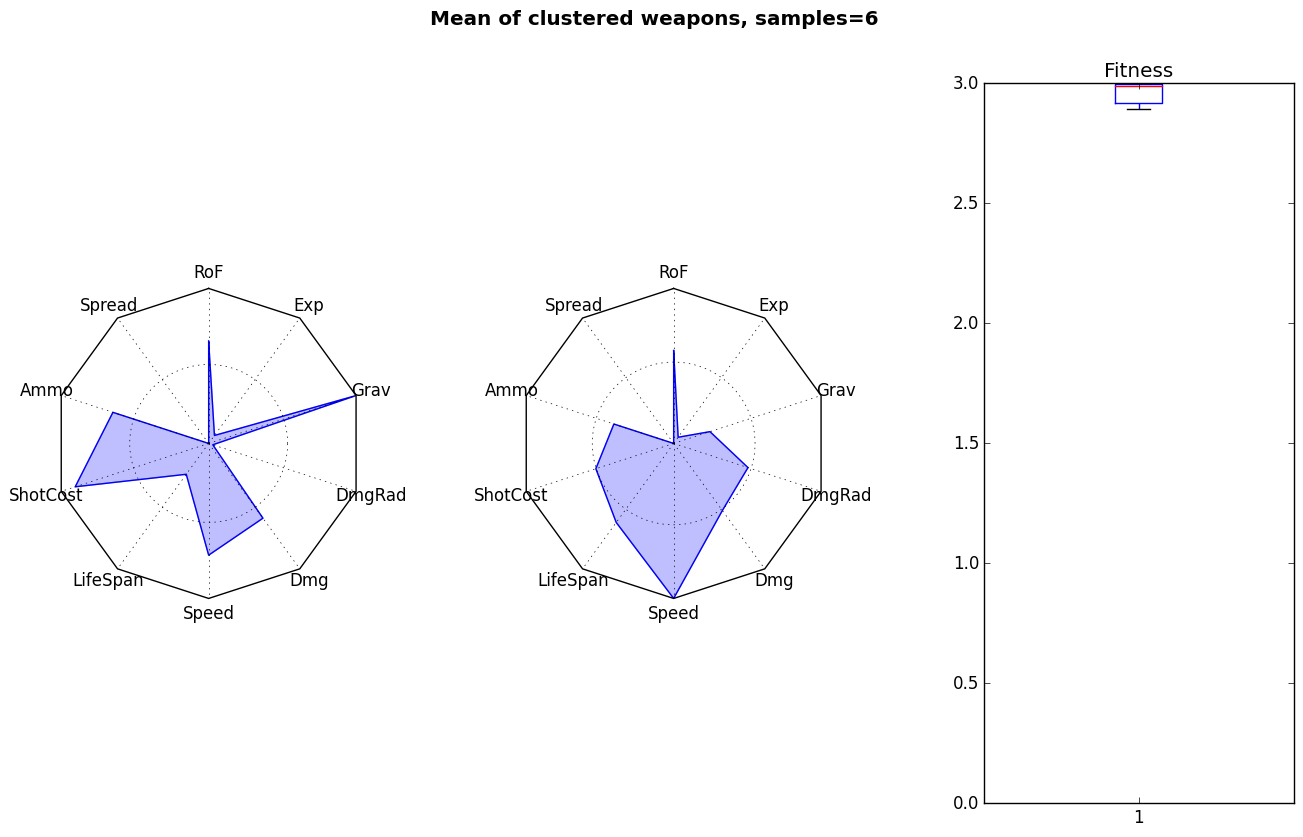 Mean of clustered weapons, samples=6
RoF
Exp
Grav
DmgRad
Dmg
Speed
LifeSpan
ShotCost
Ammo
Spread
RoF
Exp
Grav
DmgRad
Dmg
Speed
LifeSpan
ShotCost
Ammo
Spread
Fitness
3.0
2.5
2.0
1.5
1.0
0.5
0.0
1